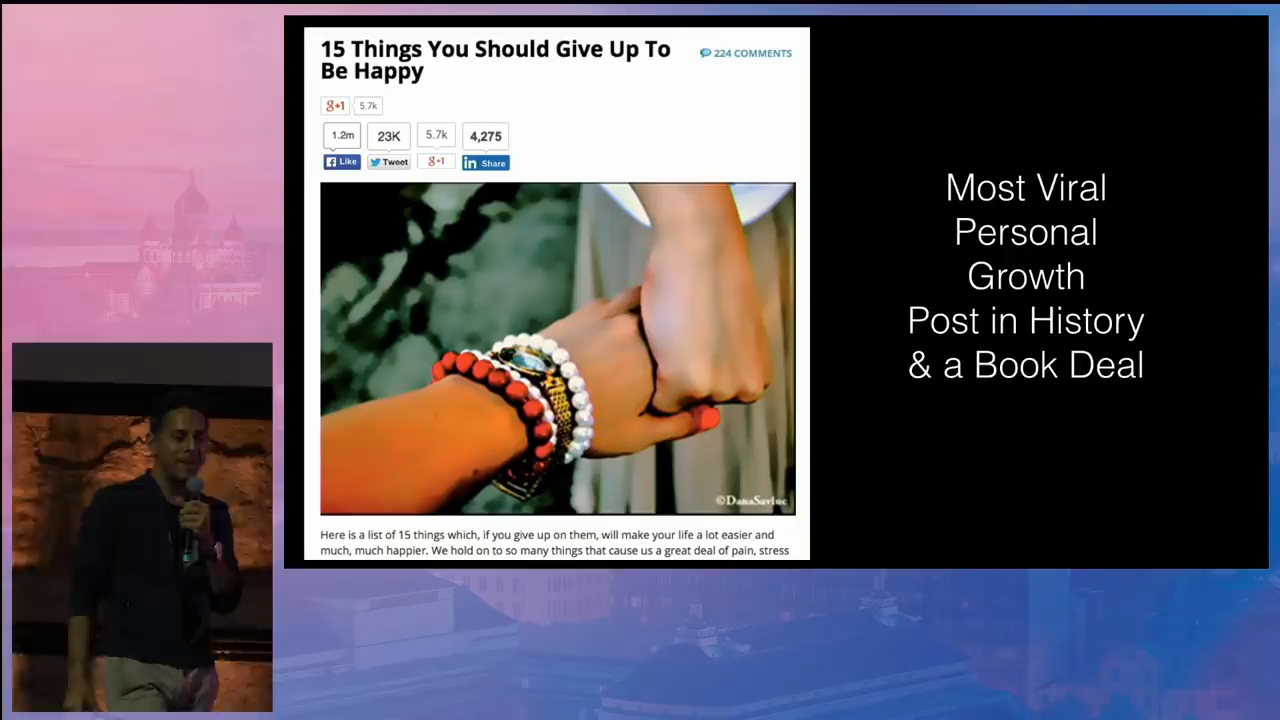 15 Things You Should Give Up To
Be Happy
224 COMMENTS
g+1 5.7k
1.2m 23K 5.7k 4,275
Like Tweet g+1 in Share
©DanaSaviuc
Here is a list of 15 things which, if you give up on them, will make your life a lot easier and
much, much happier. We hold on to so many things that cause us a great deal of pain, stress
Most Viral
Personal
Growth
Post in History
& a Book Deal